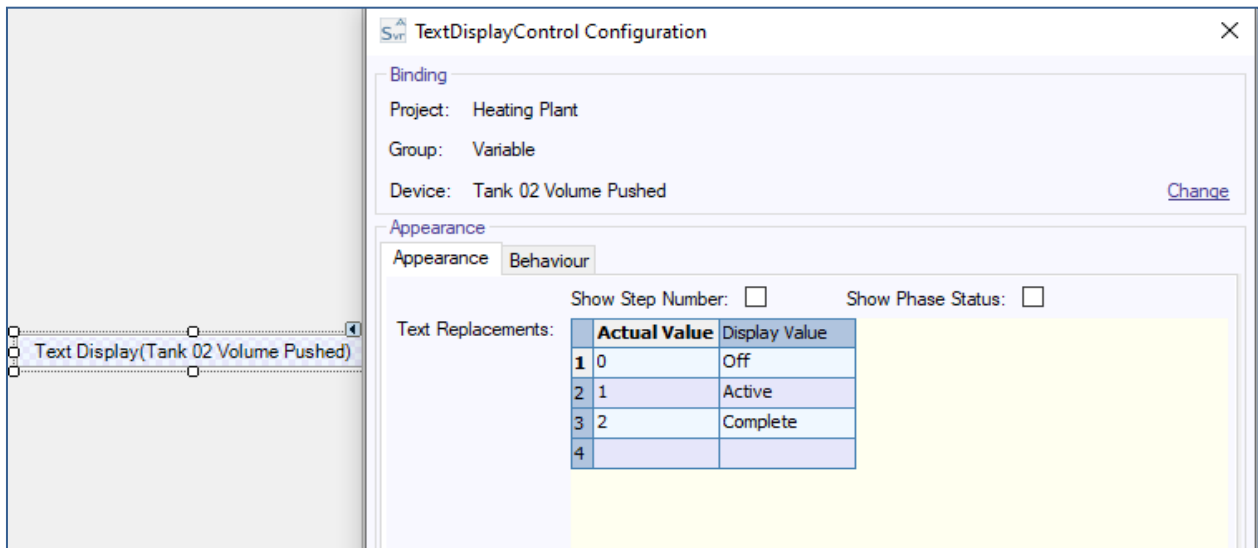 TextDisplayControl Configuration
Binding
Project: Heating Plant
Group: Variable
Device: Tank 02 Volume Pushed Change
Appearance
Appearance Behaviour
Show Step Number: Show Phase Status:
Text Replacements: Actual Value Display Value
1 0 Off
2 1 Active
3 2 Complete
4
Text Display(Tank 02 Volume Pushed)